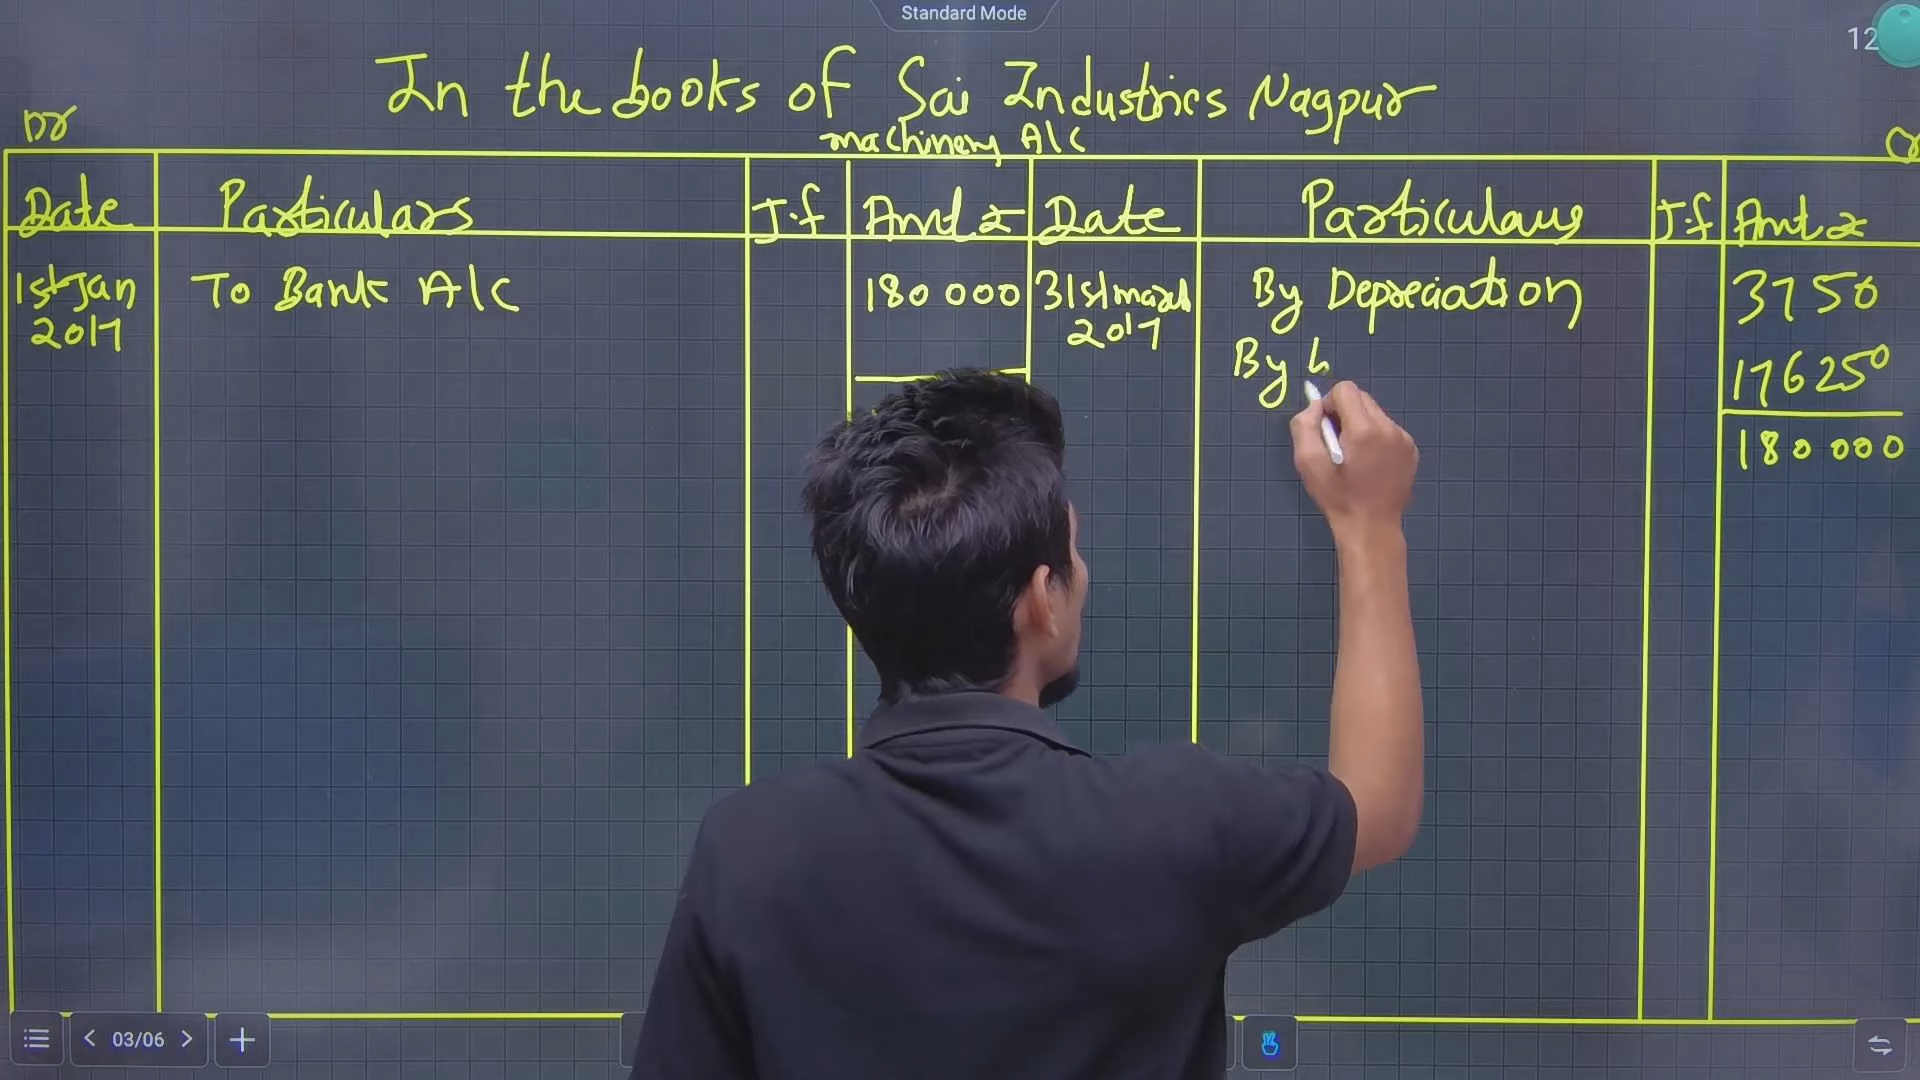 Standard Mode
12
In the books of Sai Industries Nagpur
Dr
machinery A/C
Date Particulars J.f Amt ₹ Date Particulars J.f Amt ₹
1st Jan 2017 To Bank A/C 180 000 31st march 2017 By Depreciation 3750
By 176250
180 000
03/06